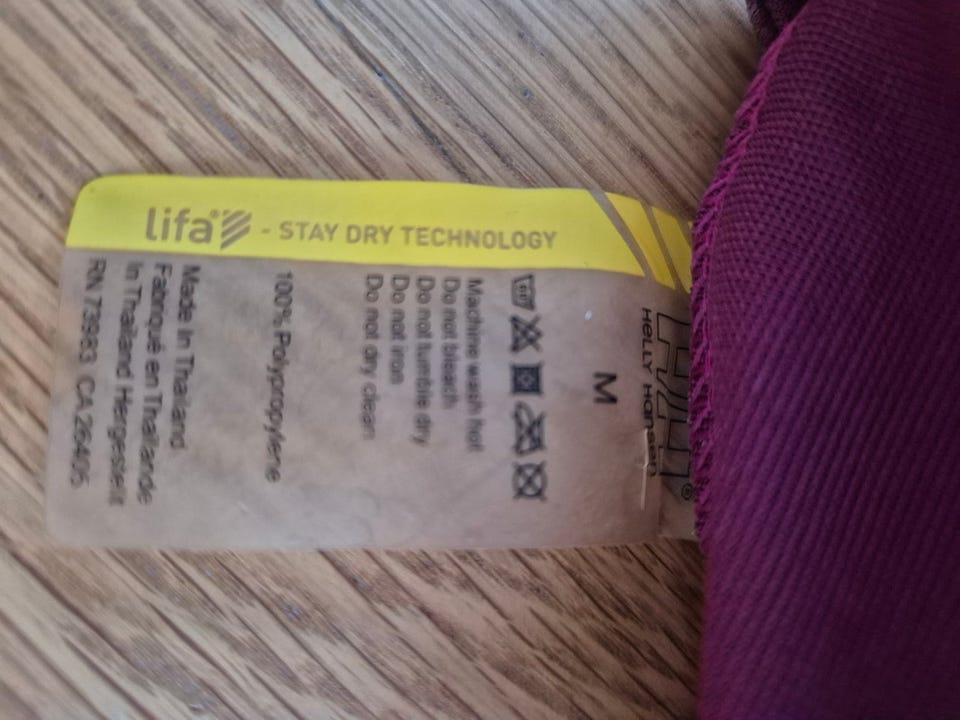 lifa® - STAY DRY TECHNOLOGY
HH®
HELLY HANSEN
M
60
Machine wash hot
Do not bleach
Do not tumble dry
Do not iron
Do not dry clean
100% Polypropylene
Made In Thailand
Fabriqué en Thaïlande
In Thailand Hergestellt
RN 73983 CA 26405